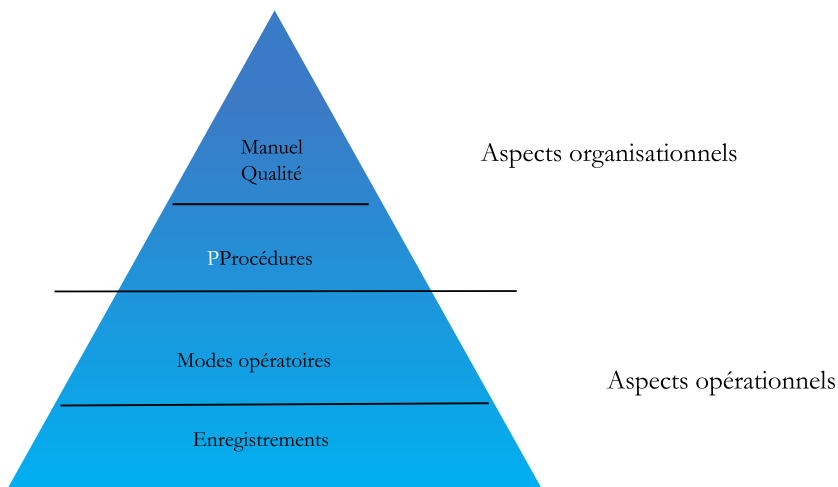 Manuel
Qualité
Aspects organisationnels
PProcédures
Modes opératoires
Aspects opérationnels
Enregistrements